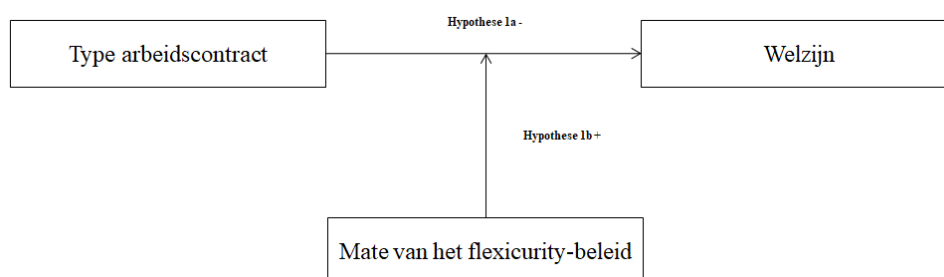 Hypothese 1a -
Type arbeidscontract
Welzijn
Hypothese 1b +
Mate van het flexicurity-beleid